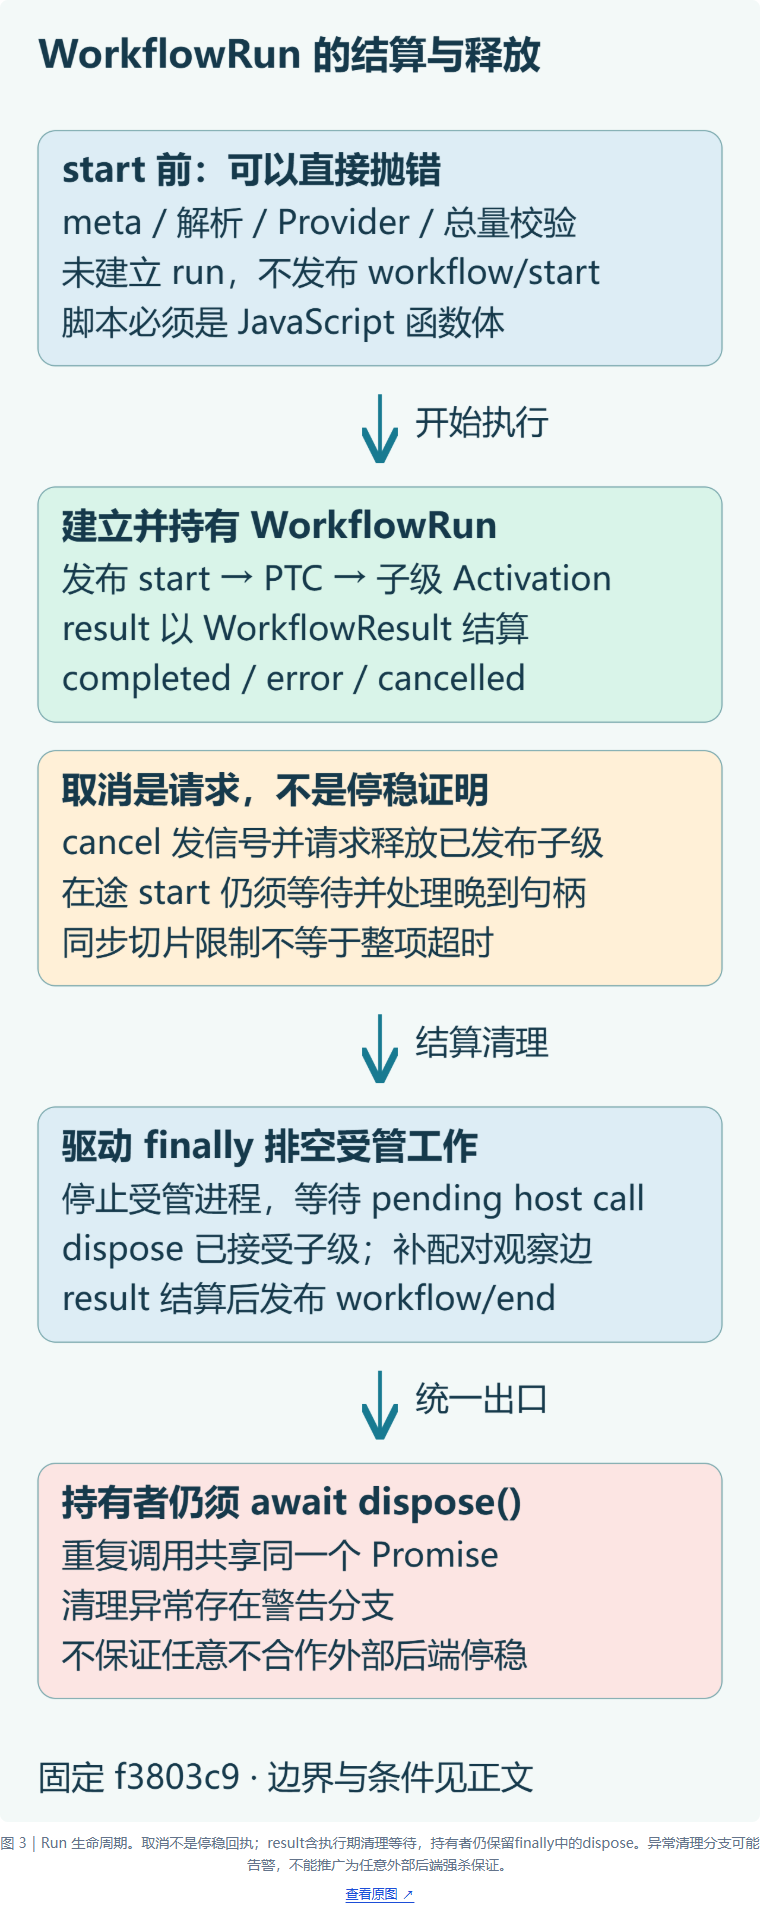 WorkflowRun 的结算与释放
start 前：可以直接抛错
meta / 解析 / Provider / 总量校验
未建立 run，不发布 workflow/start
脚本必须是 JavaScript 函数体
开始执行
建立并持有 WorkflowRun
发布 start → PTC → 子级 Activation
result 以 WorkflowResult 结算
completed / error / cancelled
取消是请求，不是停稳证明
cancel 发信号并请求释放已发布子级
在途 start 仍须等待并处理晚到句柄
同步切片限制不等于整项超时
结算清理
驱动 finally 排空受管工作
停止受管进程，等待 pending host call
dispose 已接受子级；补配对观察边
result 结算后发布 workflow/end
统一出口
持有者仍须 await dispose()
重复调用共享同一个 Promise
清理异常存在警告分支
不保证任意不合作外部后端停稳
固定 f3803c9 · 边界与条件见正文
图 3｜Run 生命周期。取消不是停稳回执；result含执行期清理等待，持有者仍保留finally中的dispose。异常清理分支可能
告警，不能推广为任意外部后端强杀保证。
查看原图 ↗